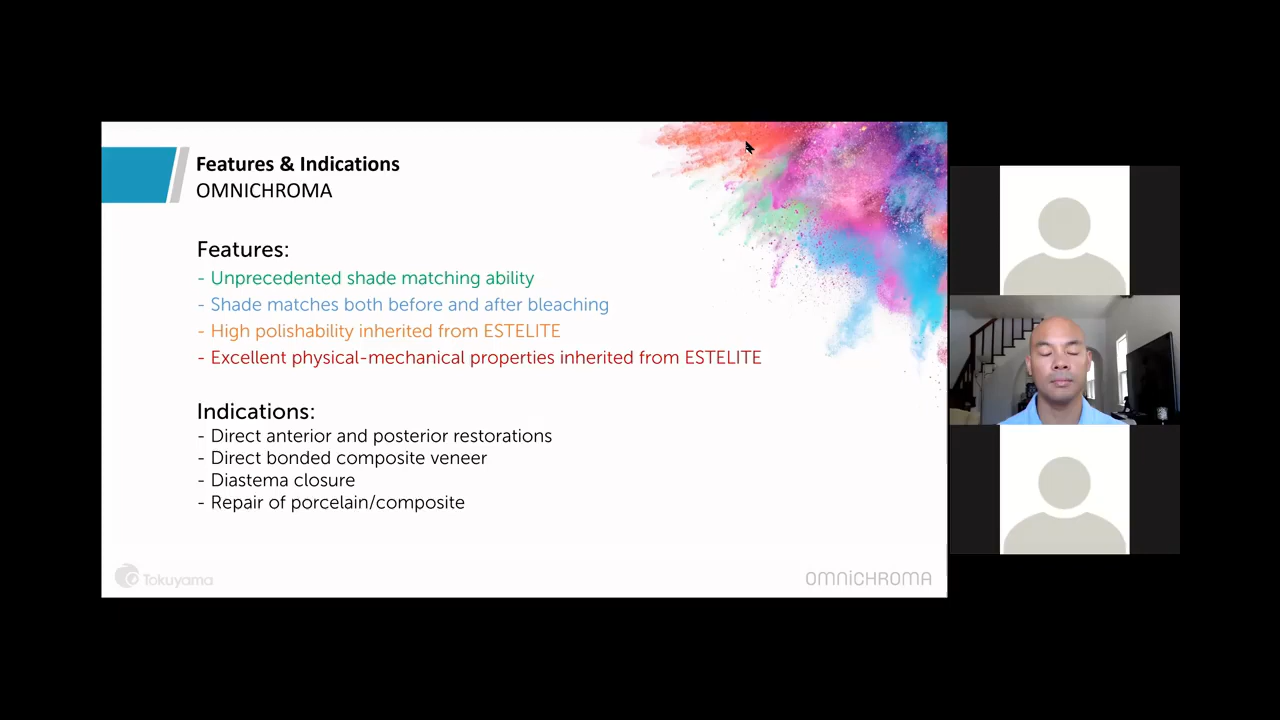 Features & Indications
OMNICHROMA
Features:
- Unprecedented shade matching ability
- Shade matches both before and after bleaching
- High polishability inherited from ESTELITE
- Excellent physical-mechanical properties inherited from ESTELITE
Indications:
- Direct anterior and posterior restorations
- Direct bonded composite veneer
- Diastema closure
- Repair of porcelain/composite
Tokuyama
OMNiCHROMA